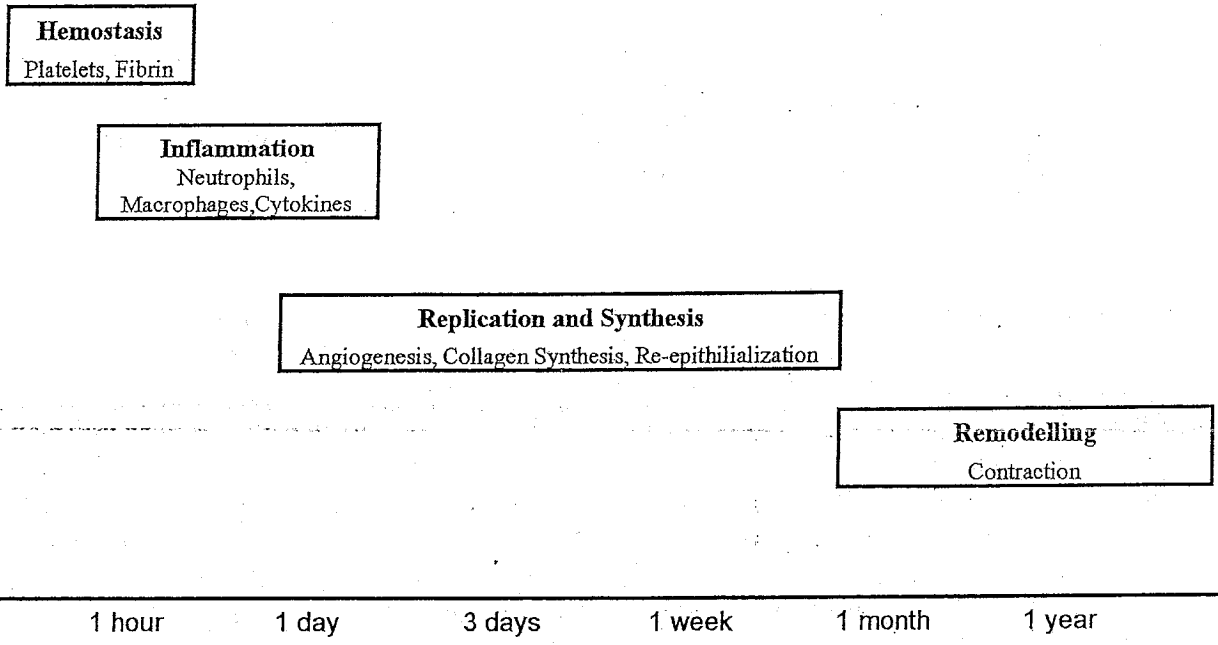 Hemostasis
Platelets, Fibrin
Inflammation
Neutrophils,
Macrophages,Cytokines
Replication and Synthesis
Angiogenesis, Collagen Synthesis, Re-epithilialization
Remodelling
Contraction
1 hour 1 day 3 days 1 week 1 month 1 year